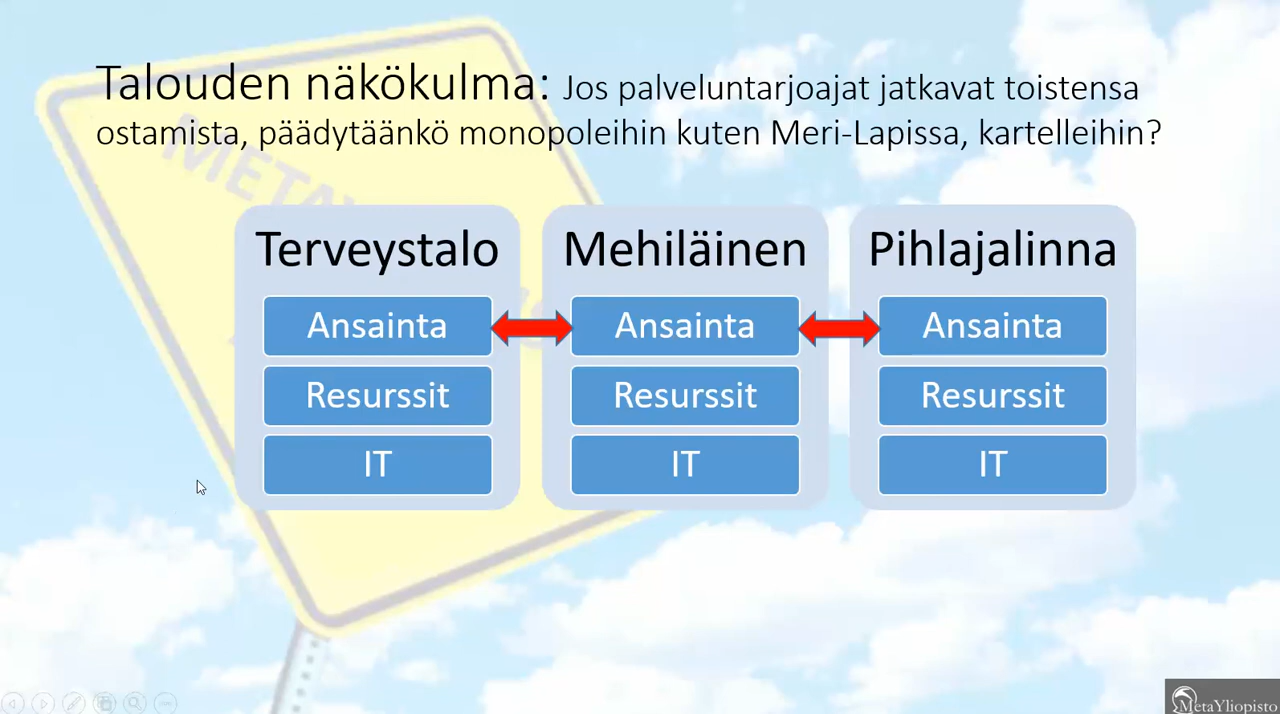 Talouden näkökulma: Jos palveluntarjoajat jatkavat toistensa
ostamista, päädytäänkö monopoleihin kuten Meri-Lapissa, kartelleihin?
Terveystalo
Ansainta
Resurssit
IT
Mehiläinen
Ansainta
Resurssit
IT
Pihlajalinna
Ansainta
Resurssit
IT
MetaYliopisto